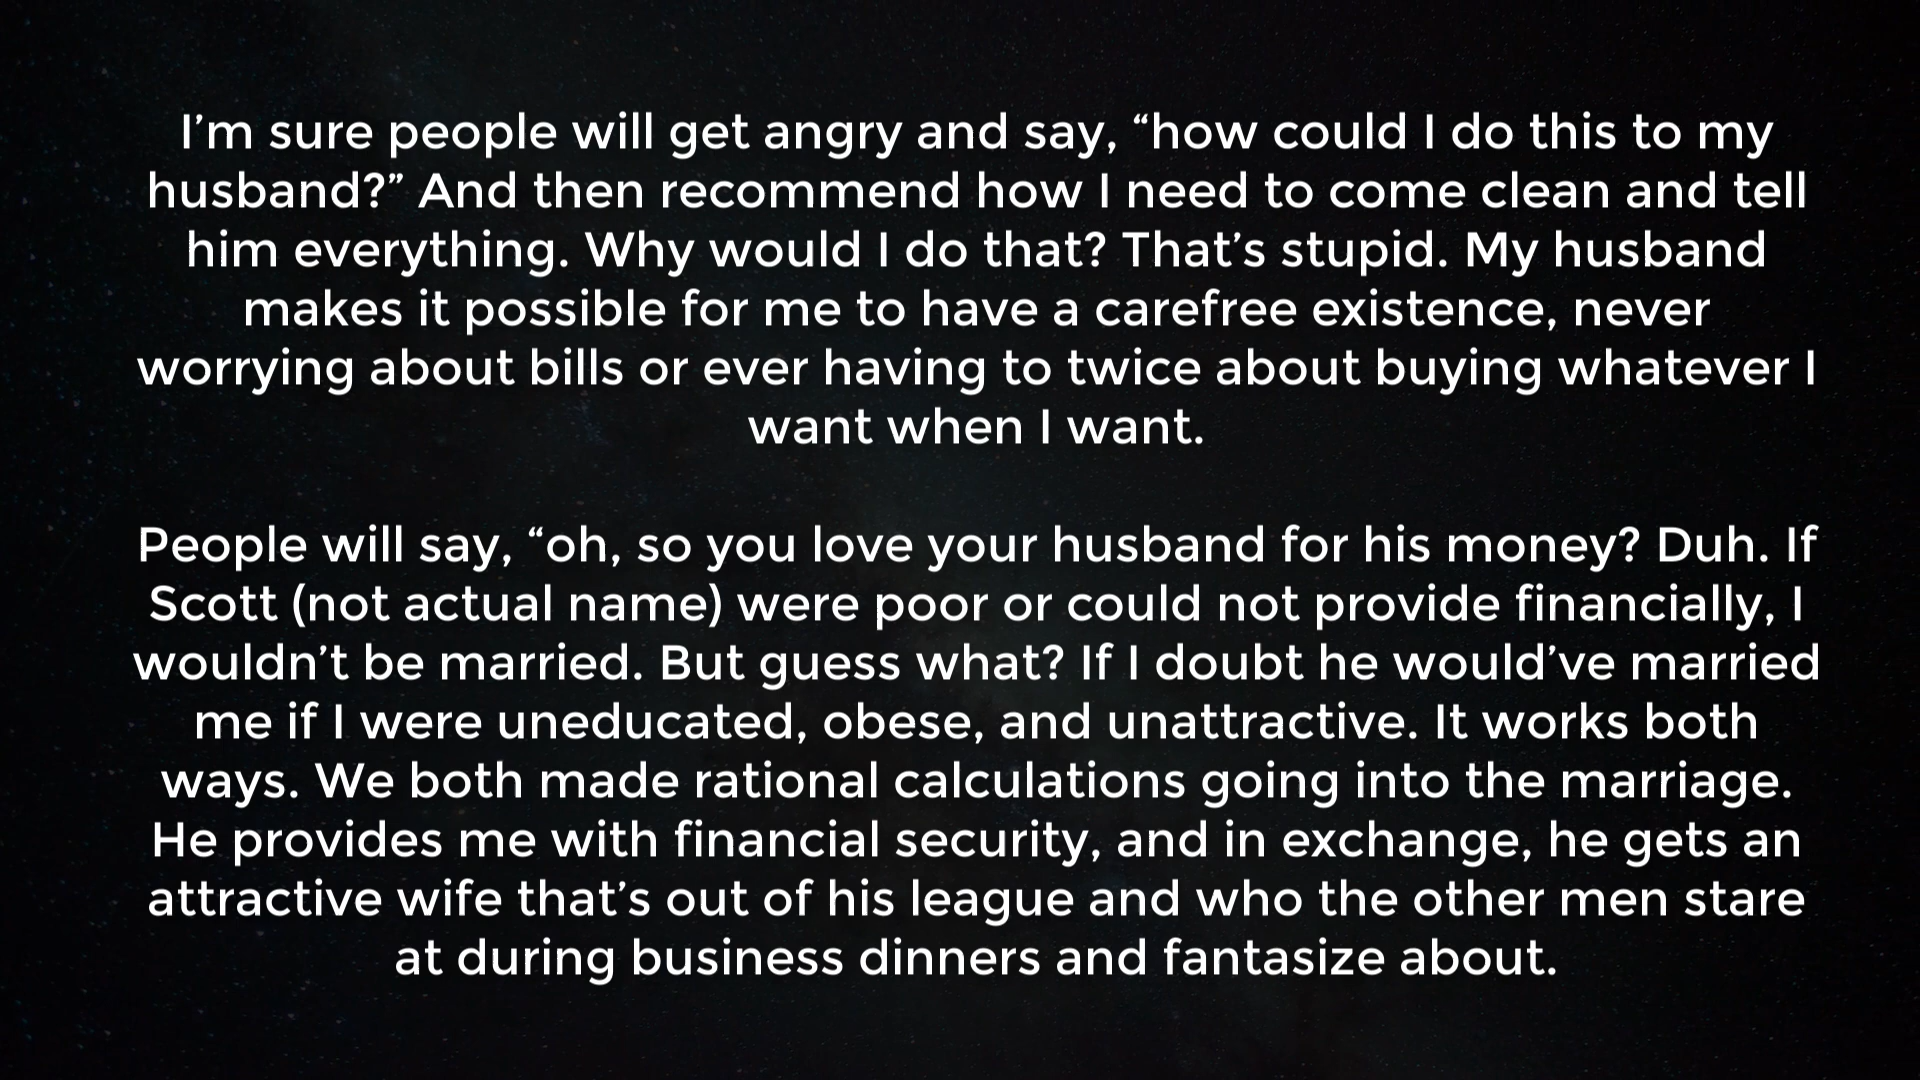 I’m sure people will get angry and say, “how could I do this to my
husband?” And then recommend how I need to come clean and tell
him everything. Why would I do that? That’s stupid. My husband
makes it possible for me to have a carefree existence, never
worrying about bills or ever having to twice about buying whatever I
want when I want.
People will say, “oh, so you love your husband for his money? Duh. If
Scott (not actual name) were poor or could not provide financially, I
wouldn’t be married. But guess what? If I doubt he would’ve married
me if I were uneducated, obese, and unattractive. It works both
ways. We both made rational calculations going into the marriage.
He provides me with financial security, and in exchange, he gets an
attractive wife that’s out of his league and who the other men stare
at during business dinners and fantasize about.